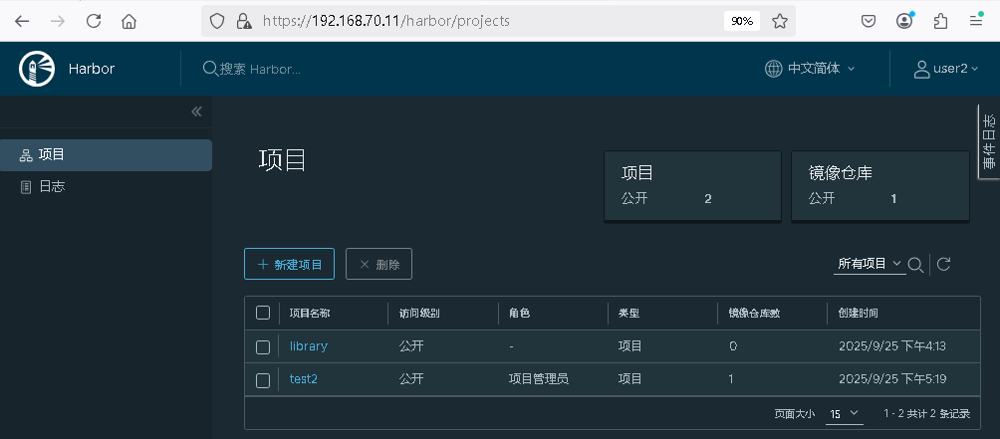 https://192.168.70.11/harbor/projects
90%
Harbor
搜索 Harbor...
中文简体
user2
项目
日志
事件日志
项目
项目
公开 2
镜像仓库
公开 1
新建项目
删除
所有项目
项目名称 访问级别 角色 类型 镜像仓库数 创建时间
library 公开 - 项目 0 2025/9/25 下午4:13
test2 公开 项目管理员 项目 1 2025/9/25 下午5:19
页面大小 15 1 - 2 共计 2 条记录